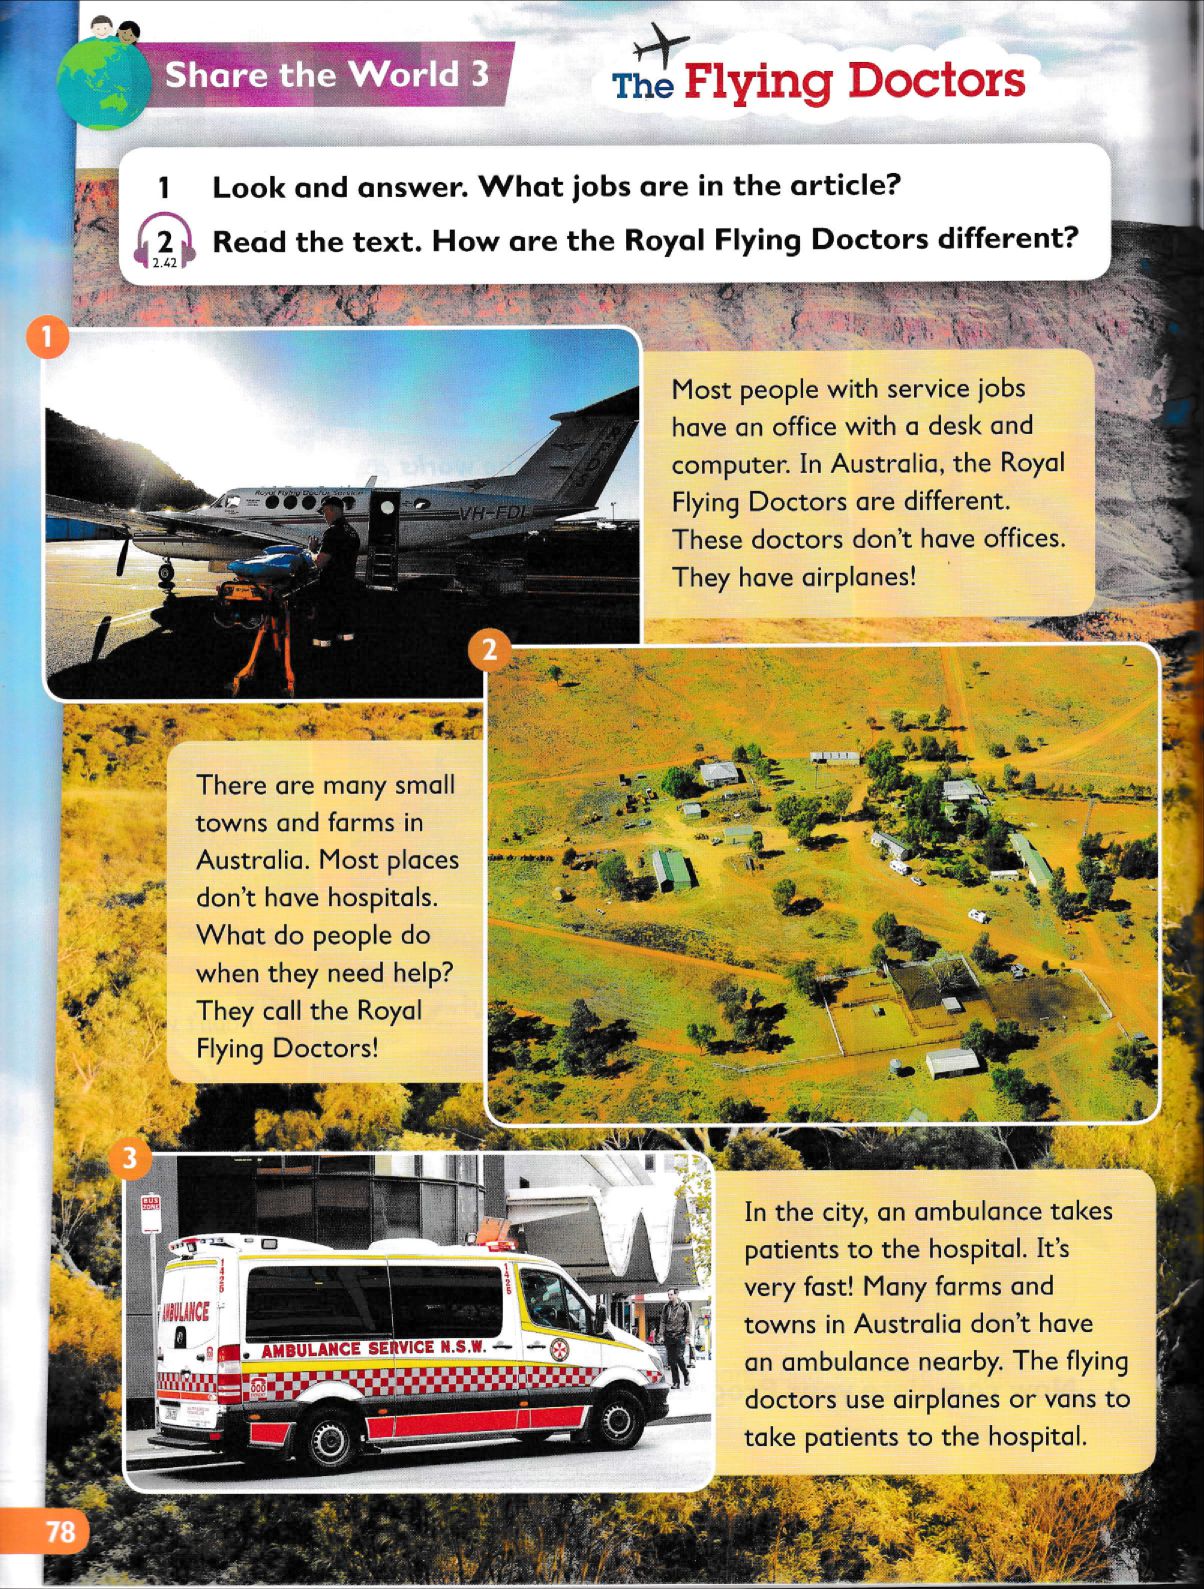 Share the World 3
The Flying Doctors
1 Look and answer. What jobs are in the article?
2 Read the text. How are the Royal Flying Doctors different?
2.42
1
Royal Flying Doctor Service
VH-FDI
Most people with service jobs
have an office with a desk and
computer. In Australia, the Royal
Flying Doctors are different.
These doctors don't have offices.
They have airplanes!
2
There are many small
towns and farms in
Australia. Most places
don't have hospitals.
What do people do
when they need help?
They call the Royal
Flying Doctors!
3
BUS
ZONE
1426
1426
AMBULANCE
AMBULANCE SERVICE N.S.W.
000
In the city, an ambulance takes
patients to the hospital. It's
very fast! Many farms and
towns in Australia don't have
an ambulance nearby. The flying
doctors use airplanes or vans to
take patients to the hospital.
78